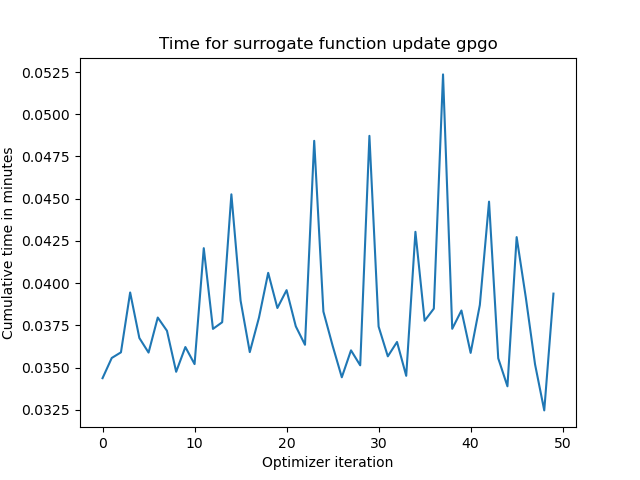 Time for surrogate function update gpgo
Cumulative time in minutes
0.0525
0.0500
0.0475
0.0450
0.0425
0.0400
0.0375
0.0350
0.0325
0 10 20 30 40 50
Optimizer iteration